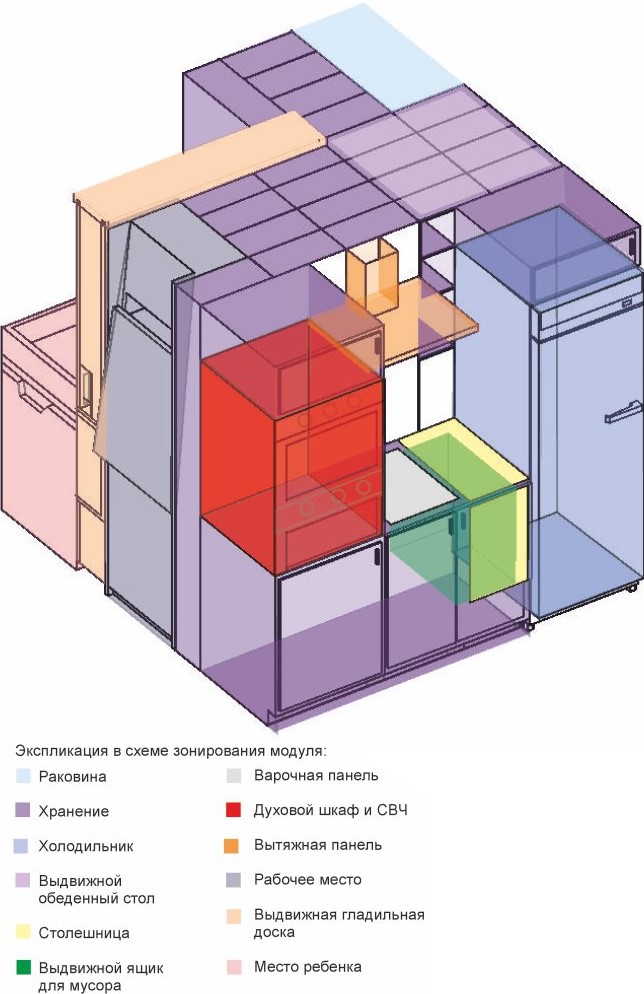 Экспликация в схеме зонирования модуля:
Раковина
Хранение
Холодильник
Выдвижной
обеденный стол
Столешница
Выдвижной ящик
для мусора
Варочная панель
Духовой шкаф и СВЧ
Вытяжная панель
Рабочее место
Выдвижная гладильная
доска
Место ребенка